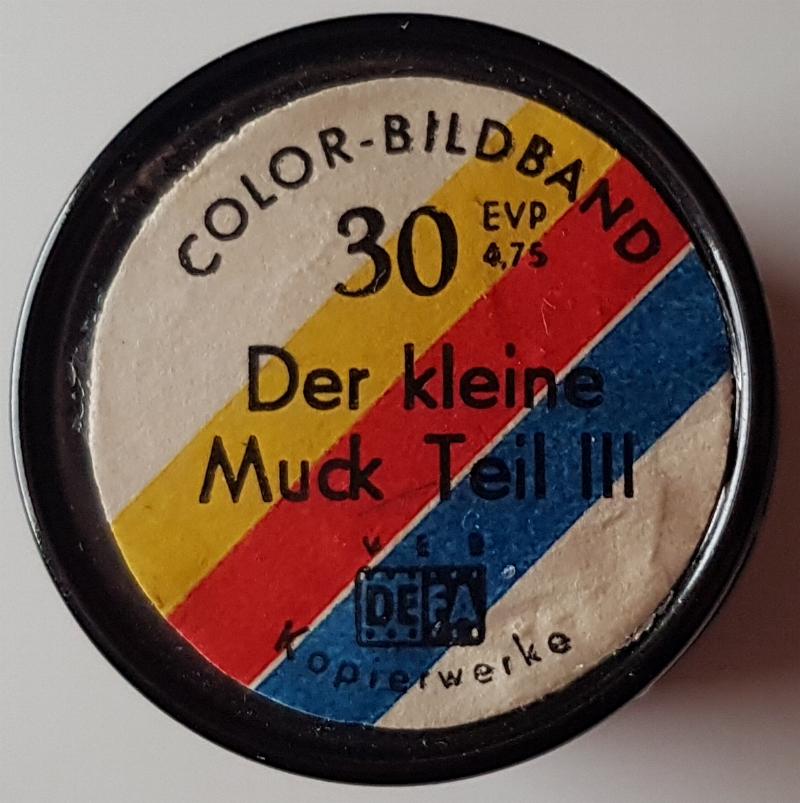 COLOR-BILDBAND
30
EVP
4,75
Der kleine
Muck Teil III
VEB
DEFA
Kopierwerke